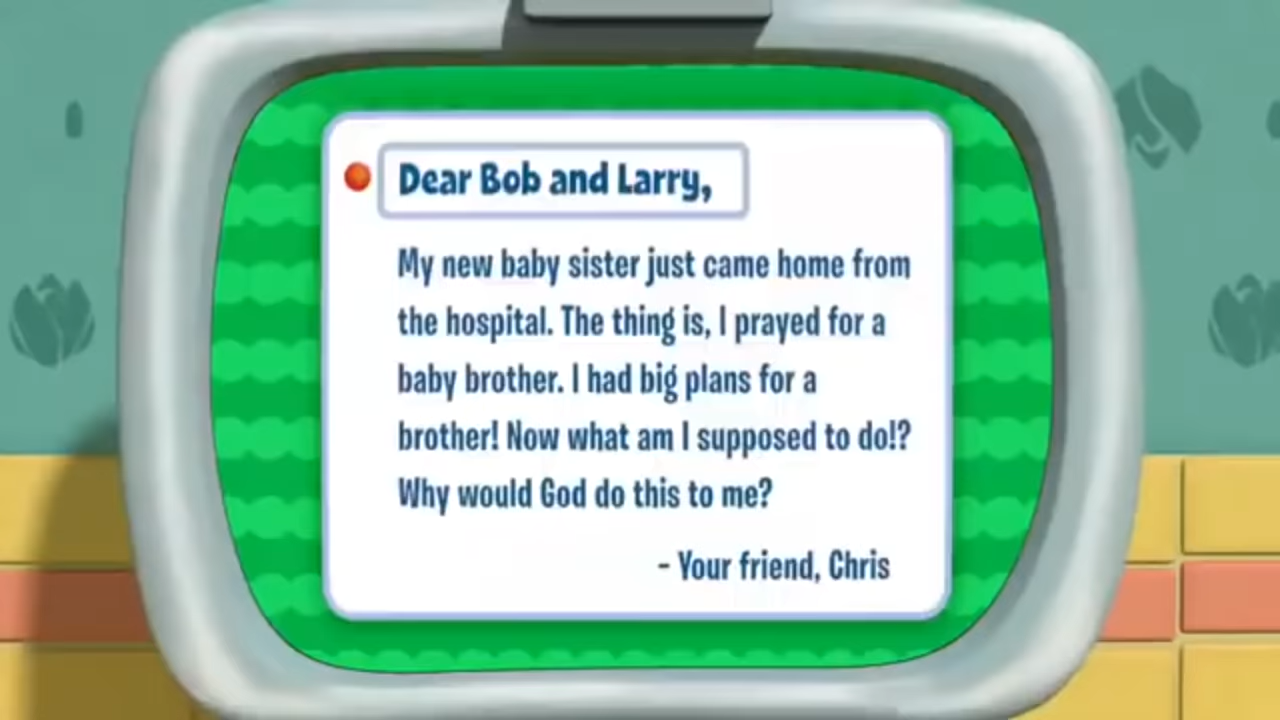 Dear Bob and Larry,
My new baby sister just came home from
the hospital. The thing is, I prayed for a
baby brother. I had big plans for a
brother! Now what am I supposed to do!?
Why would God do this to me?
- Your friend, Chris